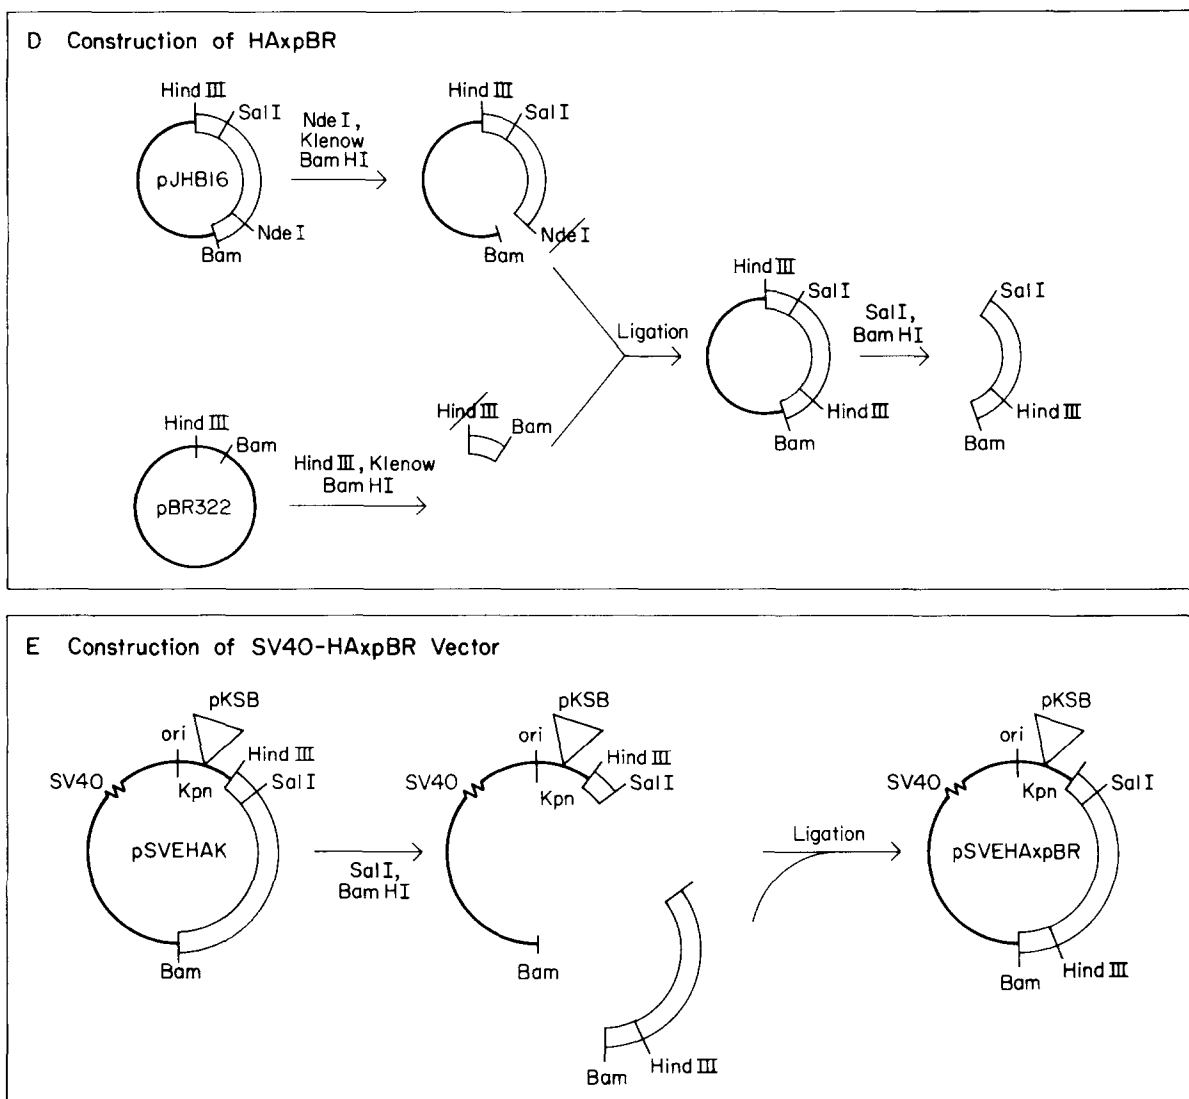 D Construction of HAxpBR
Hind III
Sal I
pJHB16
Nde I
Bam
Nde I,
Klenow
Bam HI
Hind III
Sal I
Nde I
Bam
Hind III
Bam
pBR322
Hind III, Klenow
Bam HI
Hind III
Bam
Ligation
Hind III
Sal I
Hind III
Bam
Sal I,
Bam HI
Sal I
Hind III
Bam
E Construction of SV40-HAxpBR Vector
pKSB
ori
Hind III
Sal I
SV40
Kpn
pSVEHAK
Bam
Sal I,
Bam HI
pKSB
ori
Hind III
Sal I
SV40
Kpn
Bam
Bam
Hind III
Ligation
pKSB
ori
SV40
Kpn
Sal I
pSVEHAxpBR
Hind III
Bam